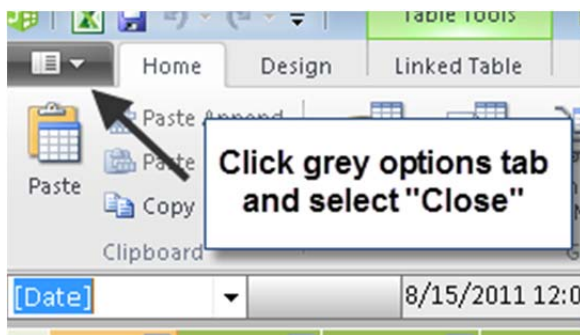 Table Tools
Home Design Linked Table
Paste Append
Paste
Paste
Copy
Click grey options tab
and select "Close"
Clipboard
[Date] 8/15/2011 12:0